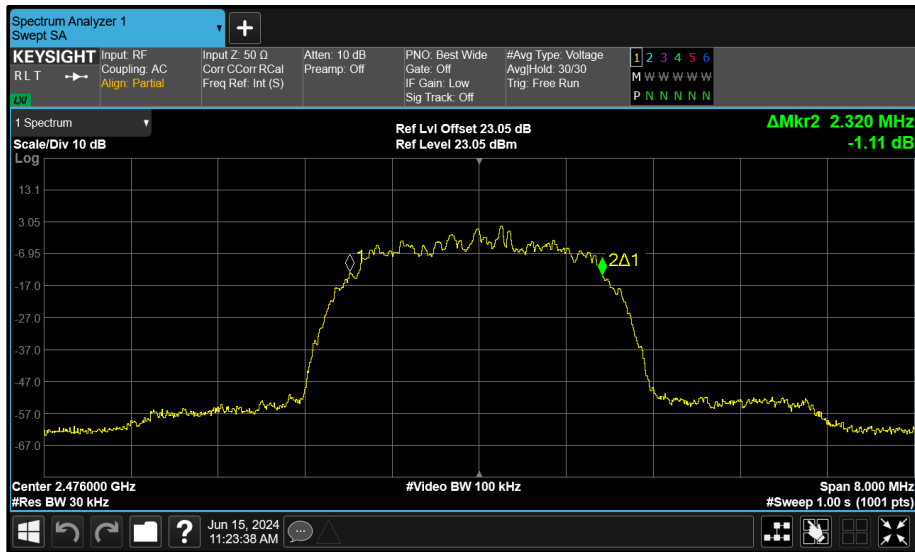 Spectrum Analyzer 1
Swept SA
KEYSIGHT
R L T
LXI
Input: RF
Coupling: AC
Align: Partial
Input Z: 50 Ω
Corr CCorr RCal
Freq Ref: Int (S)
Atten: 10 dB
Preamp: Off
PNO: Best Wide
Gate: Off
IF Gain: Low
Sig Track: Off
#Avg Type: Voltage
Avg|Hold: 30/30
Trig: Free Run
1 2 3 4 5 6
M W W W W W
P N N N N N
1 Spectrum
Scale/Div 10 dB
Ref Lvl Offset 23.05 dB
Ref Level 23.05 dBm
ΔMkr2 2.320 MHz
-1.11 dB
Log
13.1
3.05
-6.95
-17.0
-27.0
-37.0
-47.0
-57.0
-67.0
1
2Δ1
Center 2.476000 GHz
#Video BW 100 kHz
Span 8.000 MHz
#Res BW 30 kHz
#Sweep 1.00 s (1001 pts)
?
Jun 15, 2024
11:23:38 AM